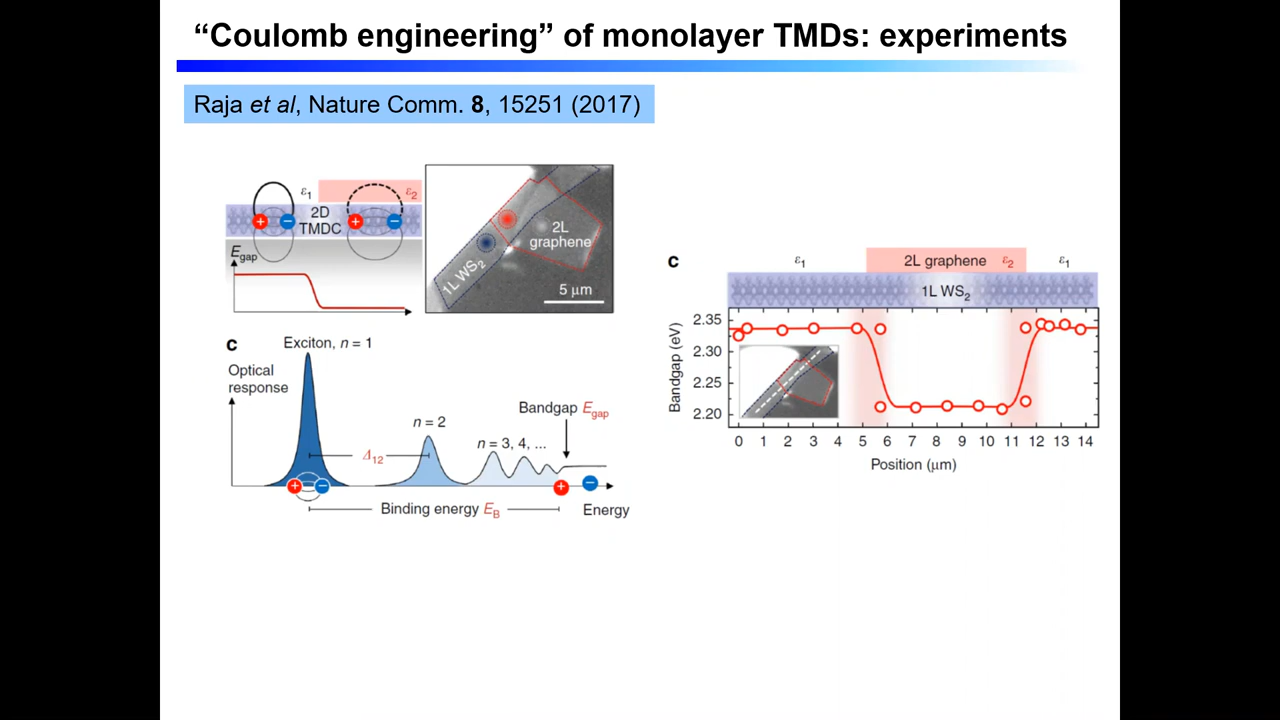 “Coulomb engineering” of monolayer TMDs: experiments
Raja et al, Nature Comm. 8, 15251 (2017)
ε1
ε2
2D
TMDC
+
−
+
−
Egap
2L
graphene
1L WS2
5 μm
c
Exciton, n = 1
Optical
response
n = 2
Bandgap Egap
n = 3, 4, ...
Δ12
+
−
+
−
Binding energy EB
Energy
c
ε1
2L graphene
ε2
ε1
1L WS2
Bandgap (eV)
2.35
2.30
2.25
2.20
0 1 2 3 4 5 6 7 8 9 10 11 12 13 14
Position (μm)